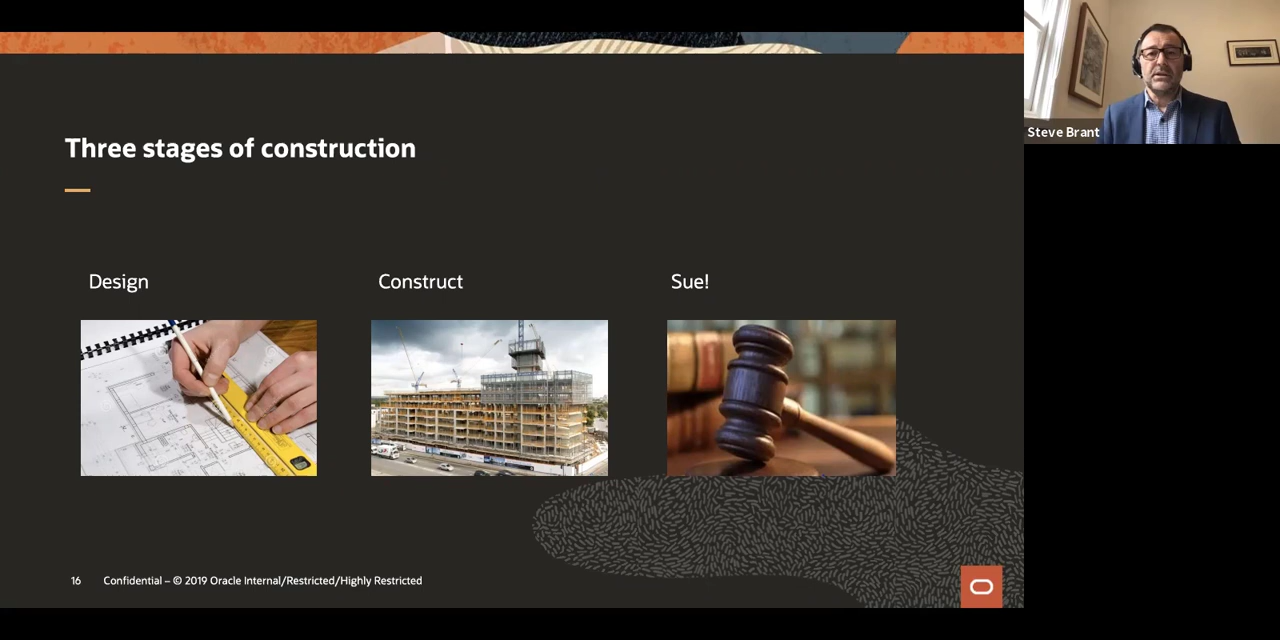 Three stages of construction
Design
Construct
Sue!
16 Confidential – © 2019 Oracle Internal/Restricted/Highly Restricted
Steve Brant